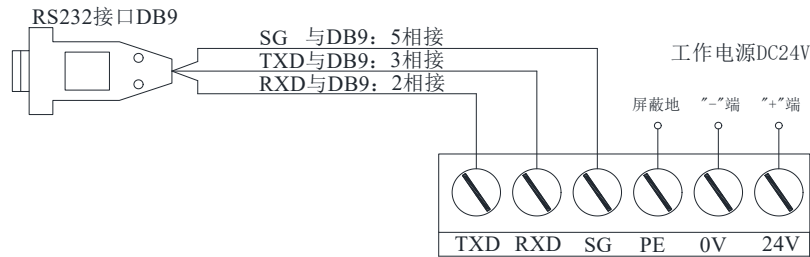 RS232接口DB9
SG 与DB9：5相接
TXD与DB9：3相接
RXD与DB9：2相接
工作电源DC24V
屏蔽地 "-"端 "+"端
TXD RXD SG PE 0V 24V